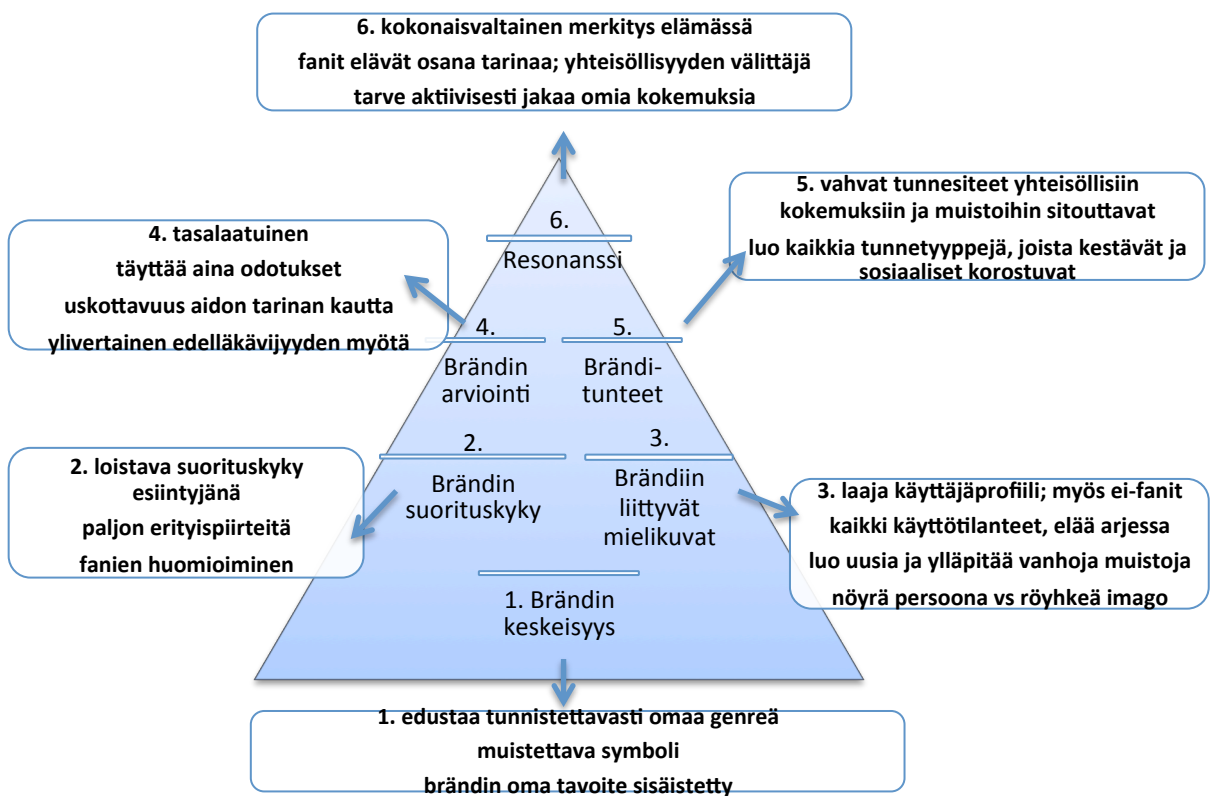 6. kokonaisvaltainen merkitys elämässä
fanit elävät osana tarinaa; yhteisöllisyyden välittäjä
tarve aktiivisesti jakaa omia kokemuksia
5. vahvat tunnesiteet yhteisöllisiin
kokemuksiin ja muistoihin sitouttavat
luo kaikkia tunnetyyppejä, joista kestävät ja
sosiaaliset korostuvat
4. tasalaatuinen
täyttää aina odotukset
uskottavuus aidon tarinan kautta
ylivertainen edelläkävijyyden myötä
6.
Resonanssi
4.
Brändin
arviointi
5.
Brändi-
tunteet
2. loistava suorituskyky
esiintyjänä
paljon erityispiirteitä
fanien huomioiminen
2.
Brändin
suorituskyky
3.
Brändiin
liittyvät
mielikuvat
3. laaja käyttäjäprofiili; myös ei-fanit
kaikki käyttötilanteet, elää arjessa
luo uusia ja ylläpitää vanhoja muistoja
nöyrä persoona vs röyhkeä imago
1. Brändin
keskeisyys
1. edustaa tunnistettavasti omaa genreä
muistettava symboli
brändin oma tavoite sisäistetty